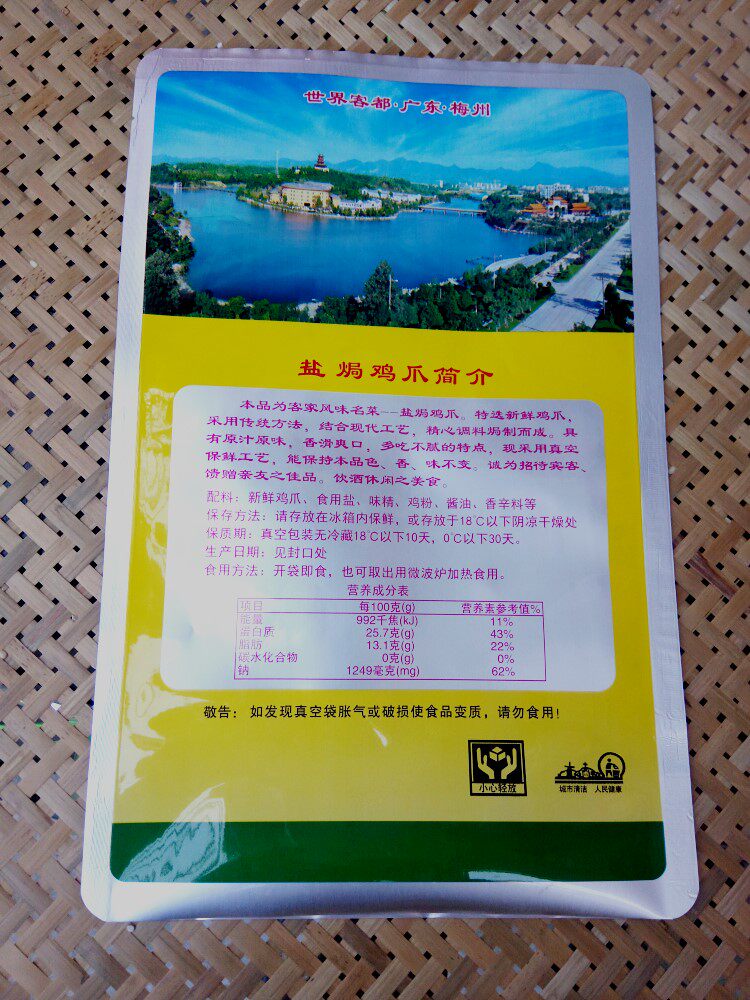 世界客都·广东·梅州
盐焗鸡爪简介
本品为客家风味名菜--盐焗鸡爪。特选新鲜鸡爪，
采用传统方法，结合现代工艺，精心调料焗制而成。具
有原汁原味，香滑爽口，多吃不腻的特点，现采用真空
保鲜工艺，能保持本品色、香、味不变。诚为招待宾客、
馈赠亲友之佳品。饮酒休闲之美食。
配料：新鲜鸡爪、食用盐、味精、鸡粉、酱油、香辛料等
保存方法：请存放在冰箱内保鲜，或存放于18℃以下阴凉干燥处
保质期：真空包装无冷藏18℃以下10天，0℃以下30天。
生产日期：见封口处
食用方法：开袋即食，也可取出用微波炉加热食用。
营养成分表
项目 每100克(g) 营养素参考值%
能量 992千焦(kJ) 11%
蛋白质 25.7克(g) 43%
脂肪 13.1克(g) 22%
碳水化合物 0克(g) 0%
钠 1249毫克(mg) 62%
敬告：如发现真空袋胀气或破损使食品变质，请勿食用!
小心轻放
城市清洁 人民健康